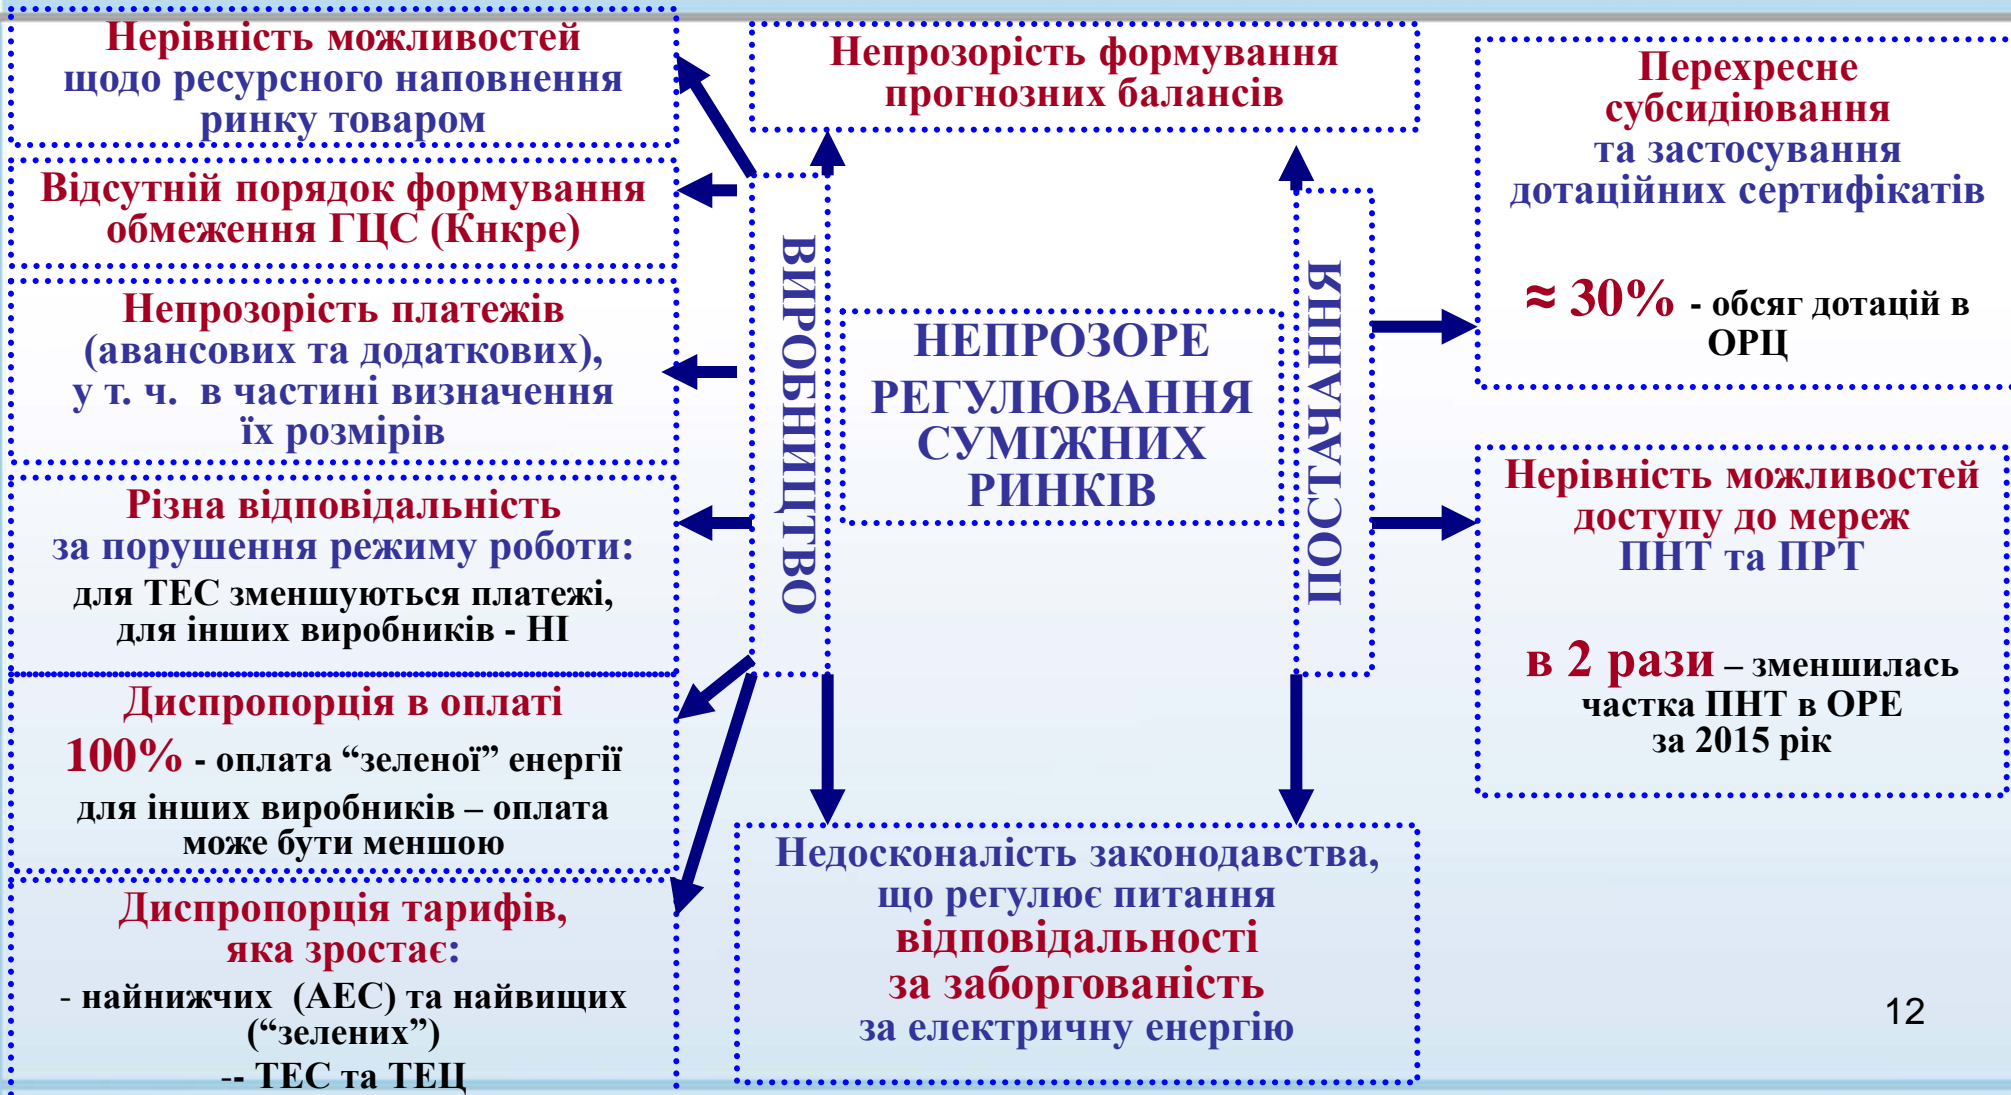 Нерівність можливостей
щодо ресурсного наповнення
ринку товаром
Відсутній порядок формування
обмеження ГЦС (Кнкре)
Непрозорість платежів
(авансових та додаткових),
у т. ч. в частині визначення
їх розмірів
Різна відповідальність
за порушення режиму роботи:
для ТЕС зменшуються платежі,
для інших виробників - НІ
Диспропорція в оплаті
100% - оплата “зеленої” енергії
для інших виробників – оплата
може бути меншою
Диспропорція тарифів,
яка зростає:
- найнижчих (АЕС) та найвищих
(“зелених”)
-- ТЕС та ТЕЦ
Непрозорість формування
прогнозних балансів
ВИРОБНИЦТВО
НЕПРОЗОРЕ
РЕГУЛЮВАННЯ
СУМІЖНИХ
РИНКІВ
ПОСТАЧАННЯ
Недосконалість законодавства,
що регулює питання
відповідальності
за заборгованість
за електричну енергію
Перехресне
субсидіювання
та застосування
дотаційних сертифікатів
≈ 30% - обсяг дотацій в
ОРЦ
Нерівність можливостей
доступу до мереж
ПНТ та ПРТ
в 2 рази – зменшилась
частка ПНТ в ОРЕ
за 2015 рік
12